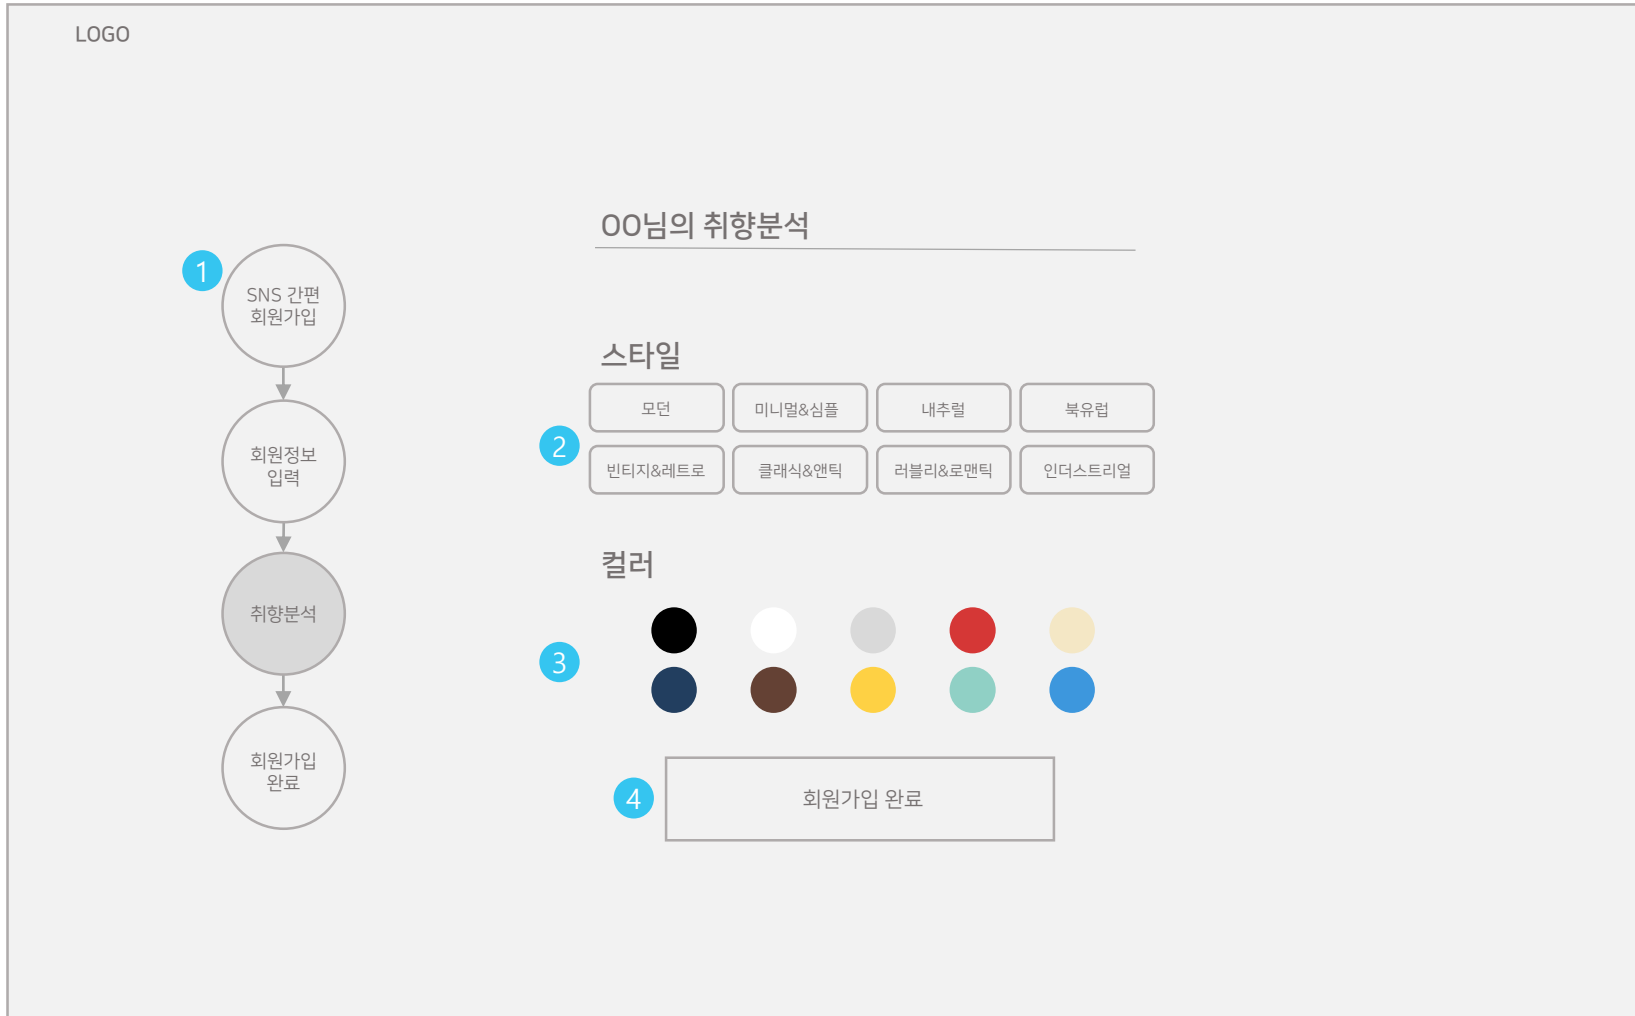 LOGO
OO님의 취향분석
1
SNS 간편
회원가입
회원정보
입력
취향분석
회원가입
완료
스타일
모던
미니멀&심플
내추럴
북유럽
2
빈티지&레트로
클래식&앤틱
러블리&로맨틱
인더스트리얼
컬러
3
4
회원가입 완료